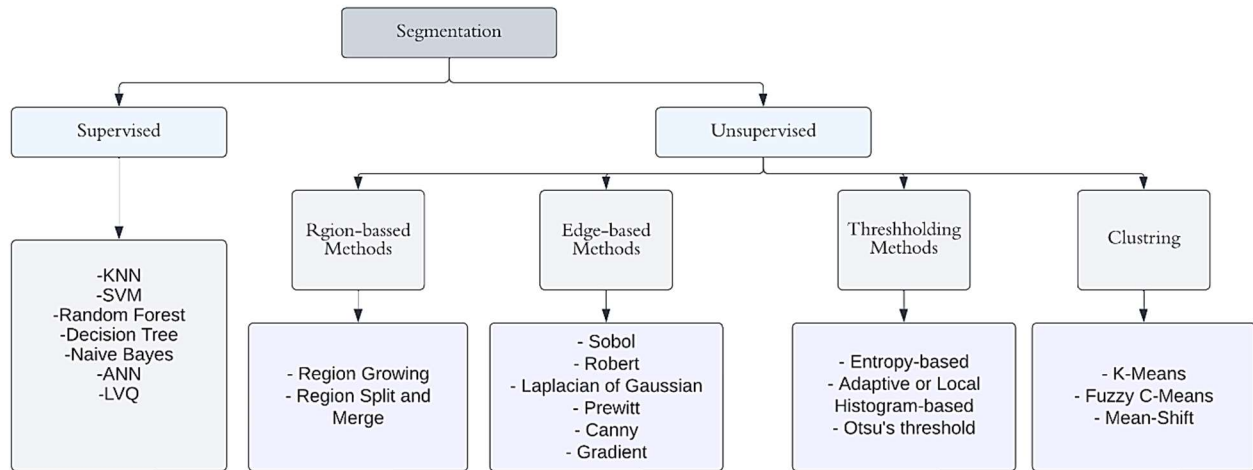 Segmentation
Supervised
Unsupervised
Rgion-bassed
Methods
Edge-based
Methods
Threshholding
Methods
Clustring
-KNN
-SVM
-Random Forest
-Decision Tree
-Naive Bayes
-ANN
-LVQ
- Region Growing
- Region Split and
Merge
- Sobol
- Robert
- Laplacian of Gaussian
- Prewitt
- Canny
- Gradient
- Entropy-based
- Adaptive or Local
Histogram-based
- Otsu's threshold
- K-Means
- Fuzzy C-Means
- Mean-Shift